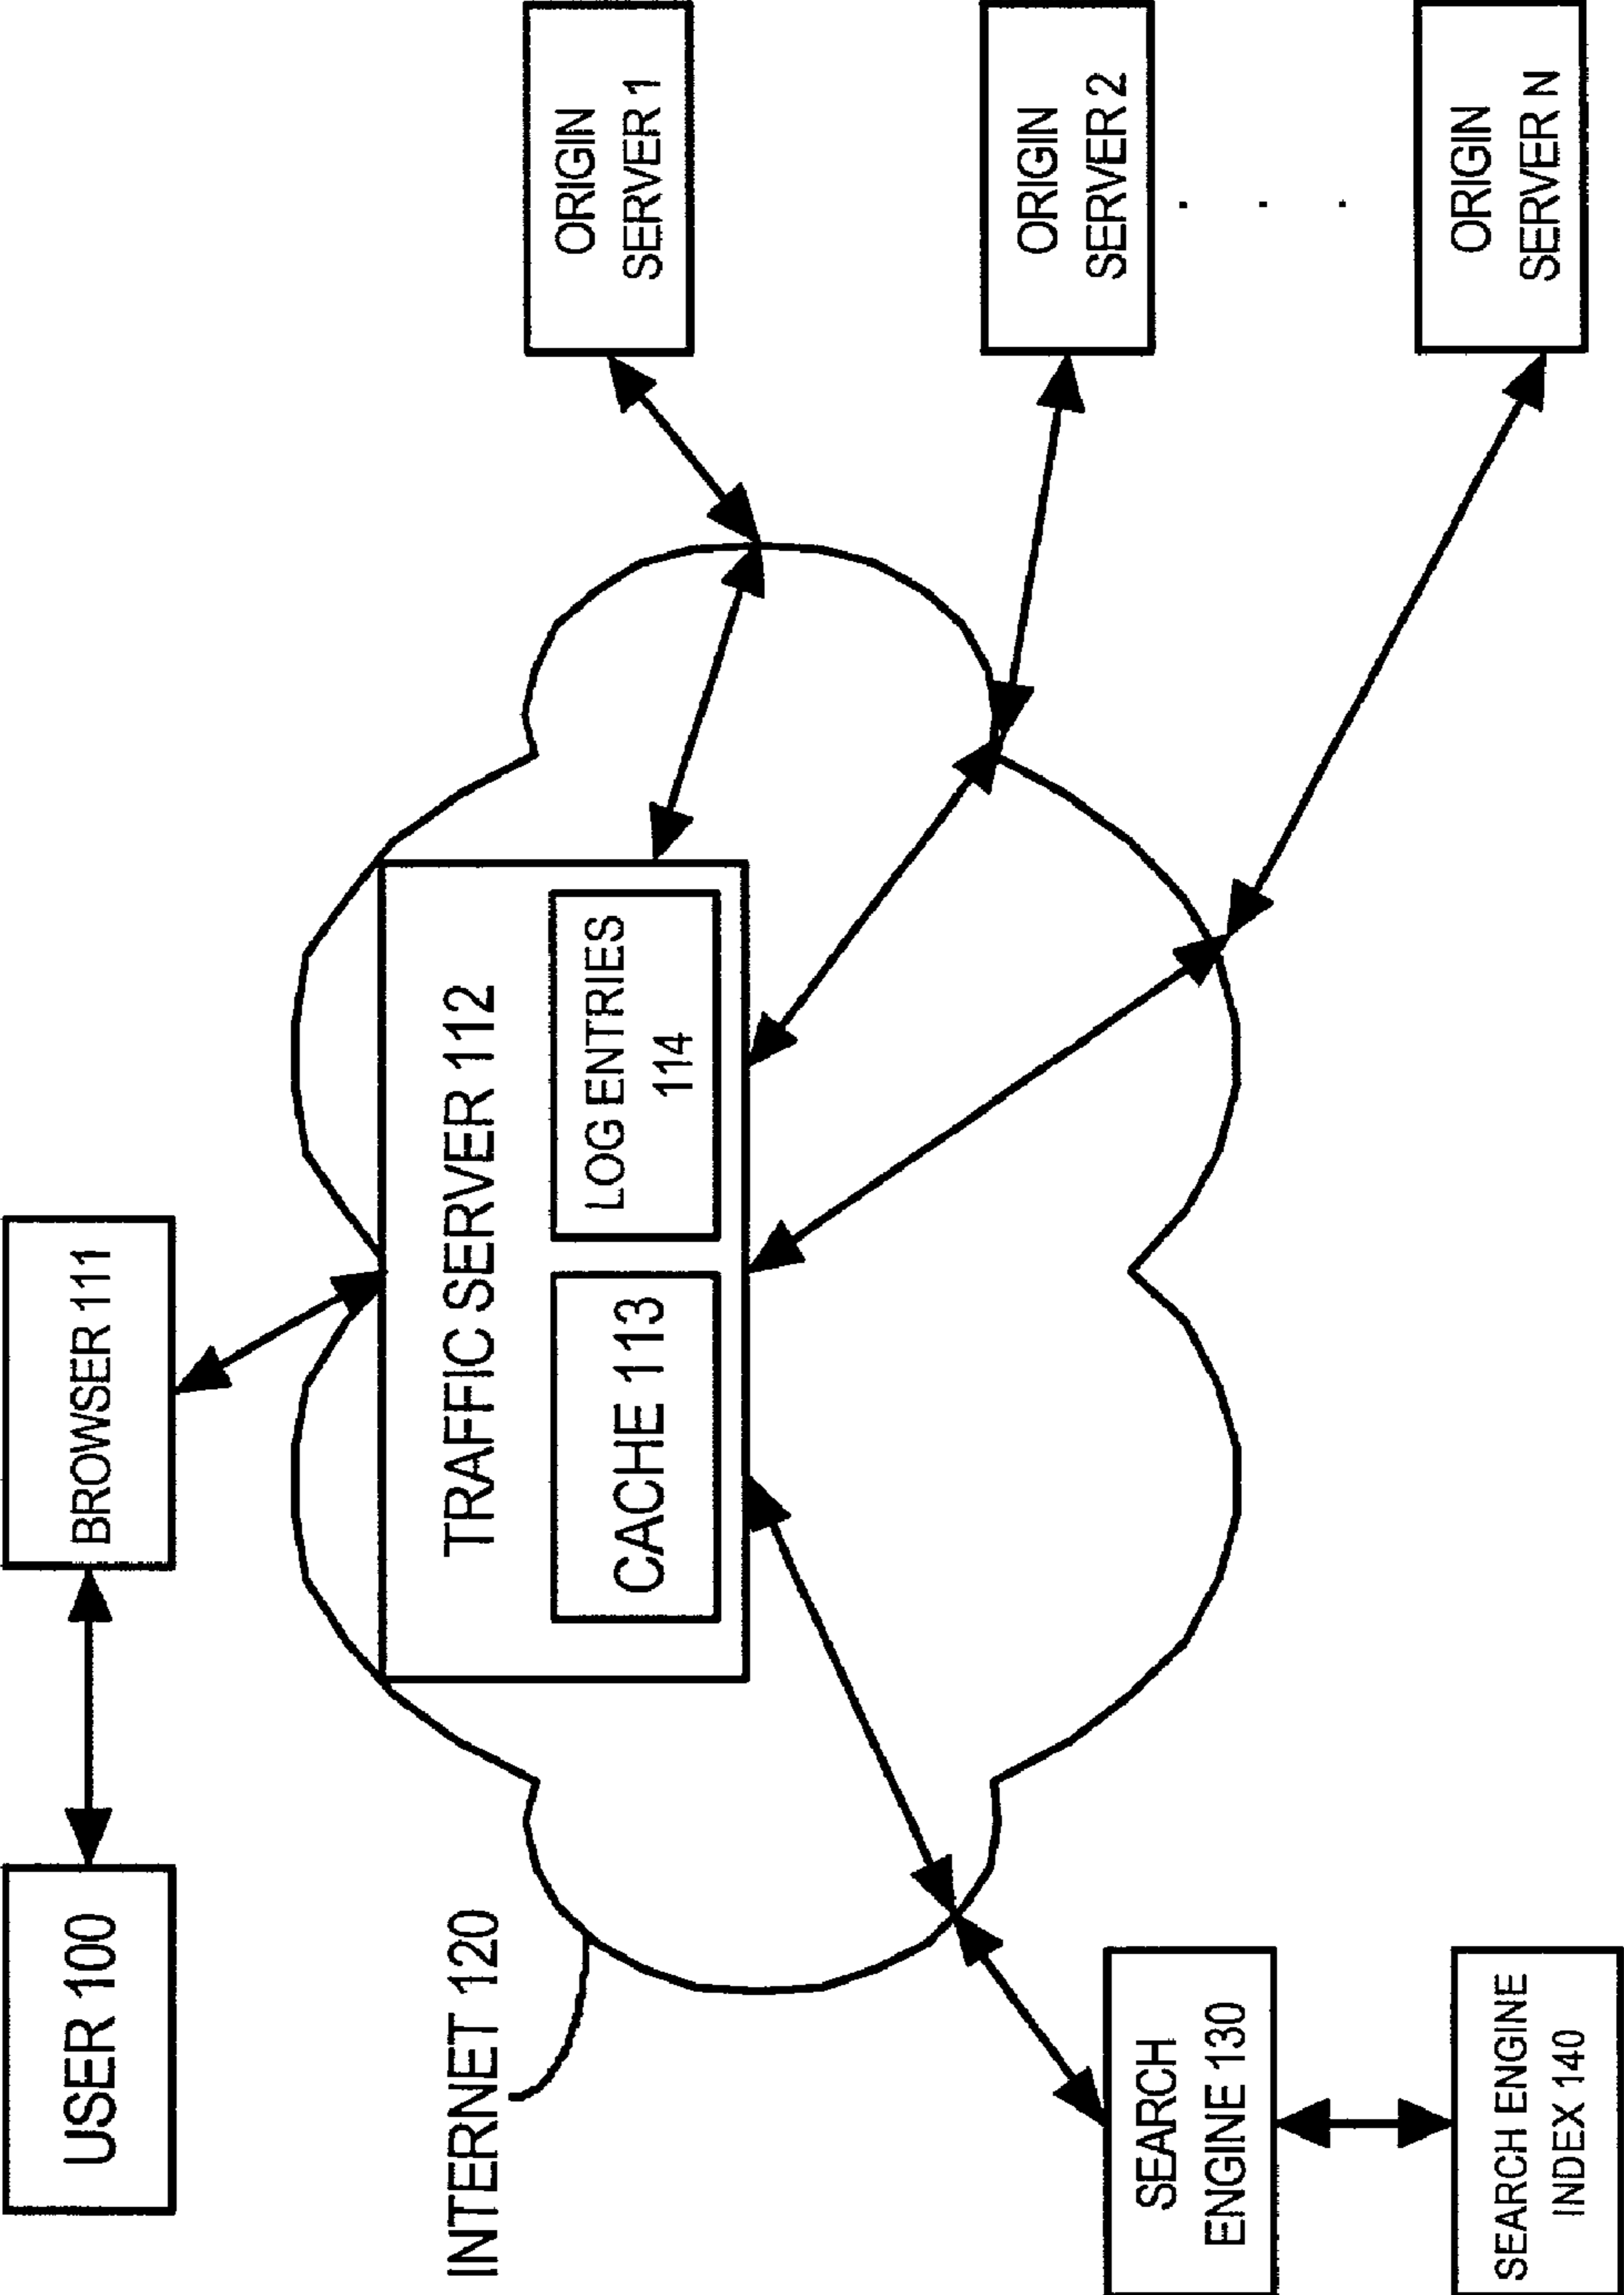 USER 100
BROWSER 111
INTERNET 120
TRAFFIC SERVER 112
CACHE 113
LOG ENTRIES
114
ORIGIN
SERVER 1
ORIGIN
SERVER 2
. . .
ORIGIN
SERVER N
SEARCH
ENGINE 130
SEARCH ENGINE
INDEX 140